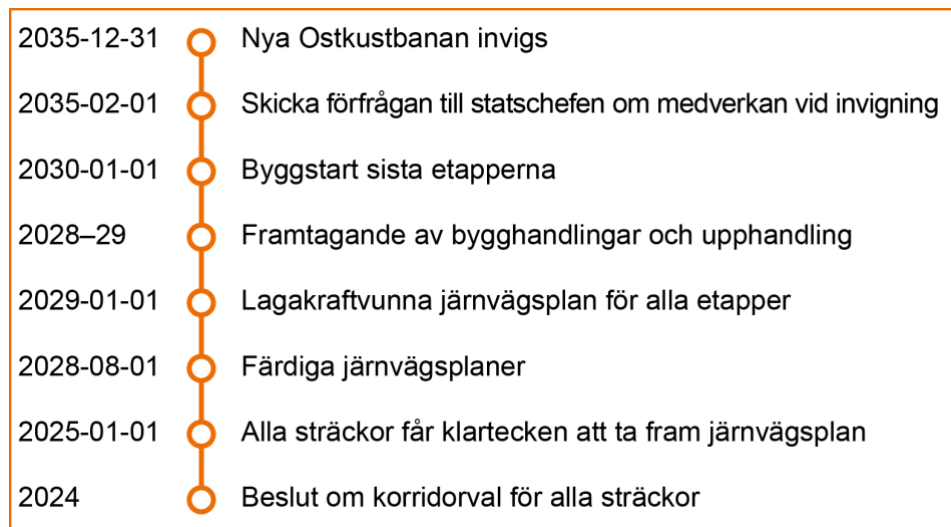 2035-12-31 Nya Ostkustbanan invigs
2035-02-01 Skicka förfrågan till statschefen om medverkan vid invigning
2030-01-01 Byggstart sista etapperna
2028–29 Framtagande av bygghandlingar och upphandling
2029-01-01 Lagakraftvunna järnvägsplan för alla etapper
2028-08-01 Färdiga järnvägsplaner
2025-01-01 Alla sträckor får klartecken att ta fram järnvägsplan
2024 Beslut om korridorval för alla sträckor